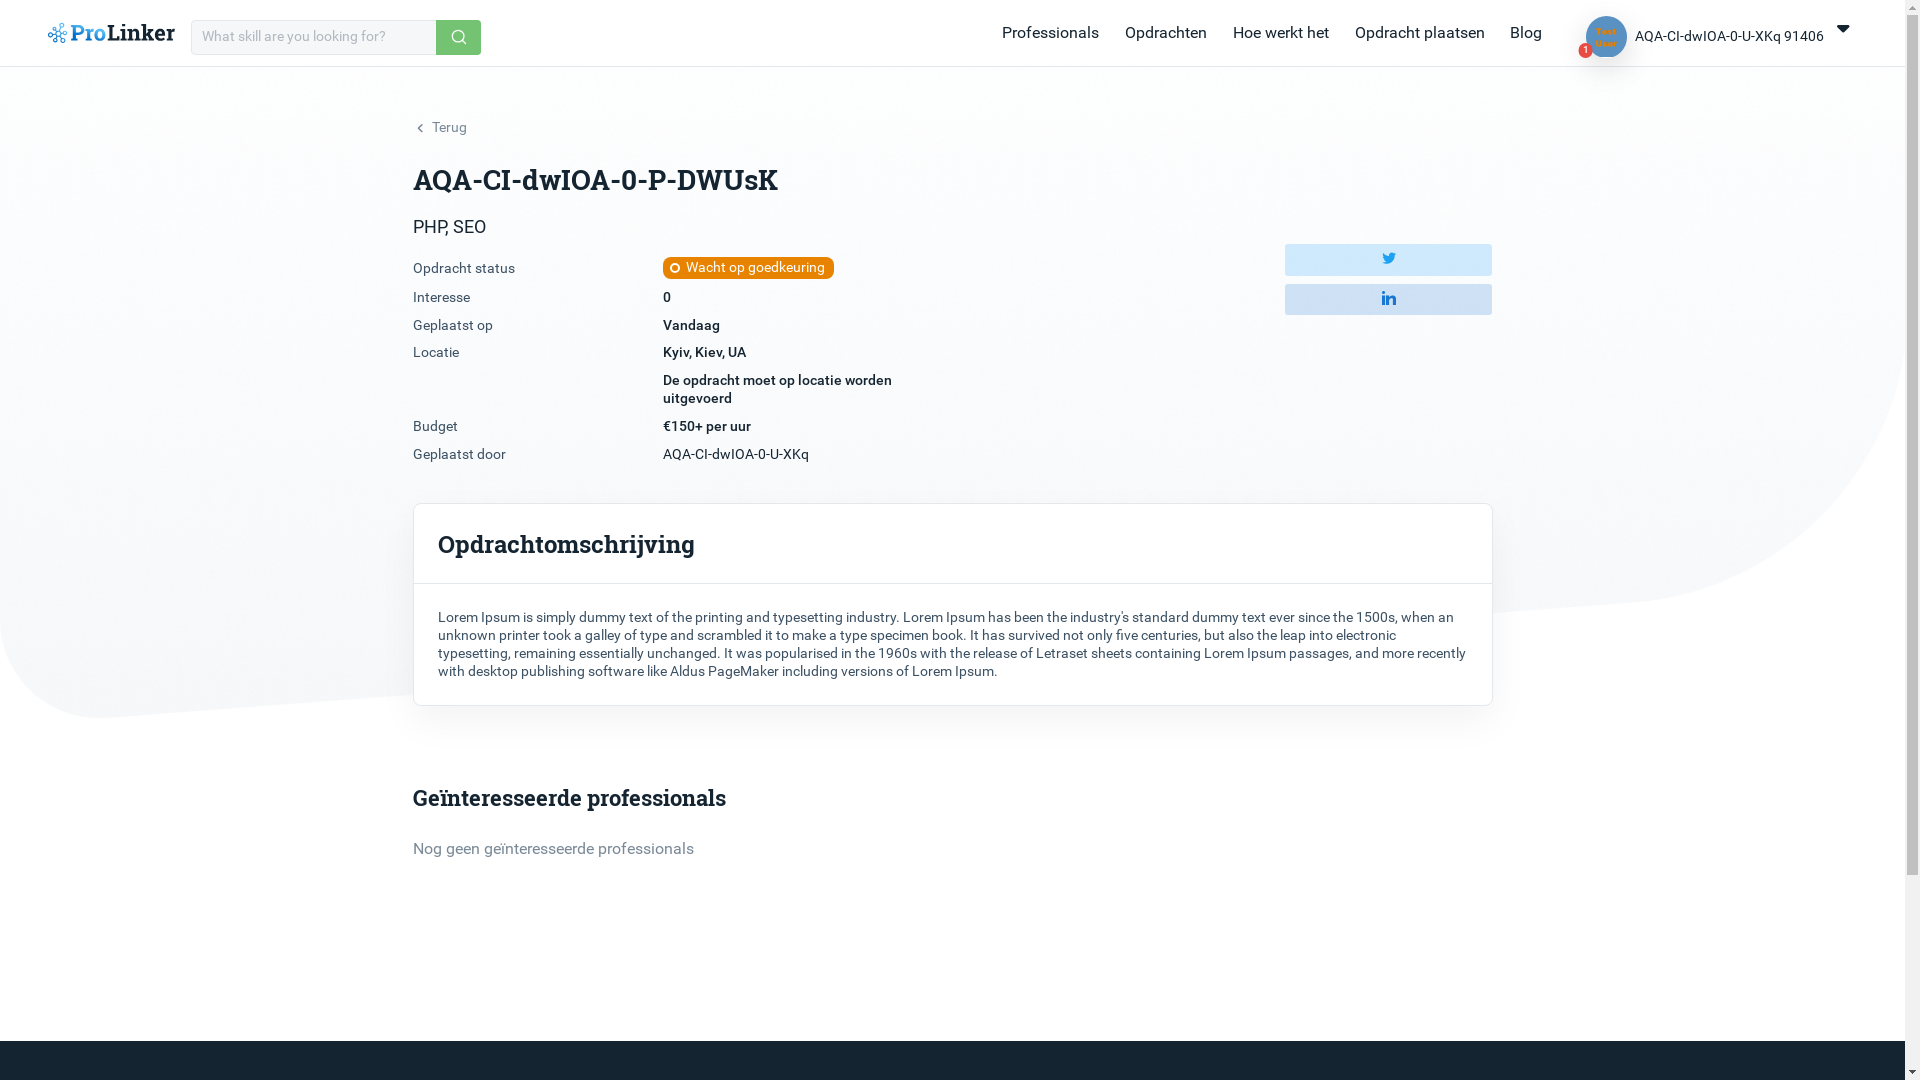 ProLinker
What skill are you looking for?
Professionals
Opdrachten
Hoe werkt het
Opdracht plaatsen
Blog
1
AQA-CI-dwIOA-0-U-XKq 91406
Terug
AQA-CI-dwIOA-0-P-DWUsK
PHP, SEO
Opdracht status
Wacht op goedkeuring
Interesse
0
Geplaatst op
Vandaag
Locatie
Kyiv, Kiev, UA
De opdracht moet op locatie worden
uitgevoerd
Budget
€150+ per uur
Geplaatst door
AQA-CI-dwIOA-0-U-XKq
Opdrachtomschrijving
Lorem Ipsum is simply dummy text of the printing and typesetting industry. Lorem Ipsum has been the industry's standard dummy text ever since the 1500s, when an
unknown printer took a galley of type and scrambled it to make a type specimen book. It has survived not only five centuries, but also the leap into electronic
typesetting, remaining essentially unchanged. It was popularised in the 1960s with the release of Letraset sheets containing Lorem Ipsum passages, and more recently
with desktop publishing software like Aldus PageMaker including versions of Lorem Ipsum.
Geïnteresseerde professionals
Nog geen geïnteresseerde professionals